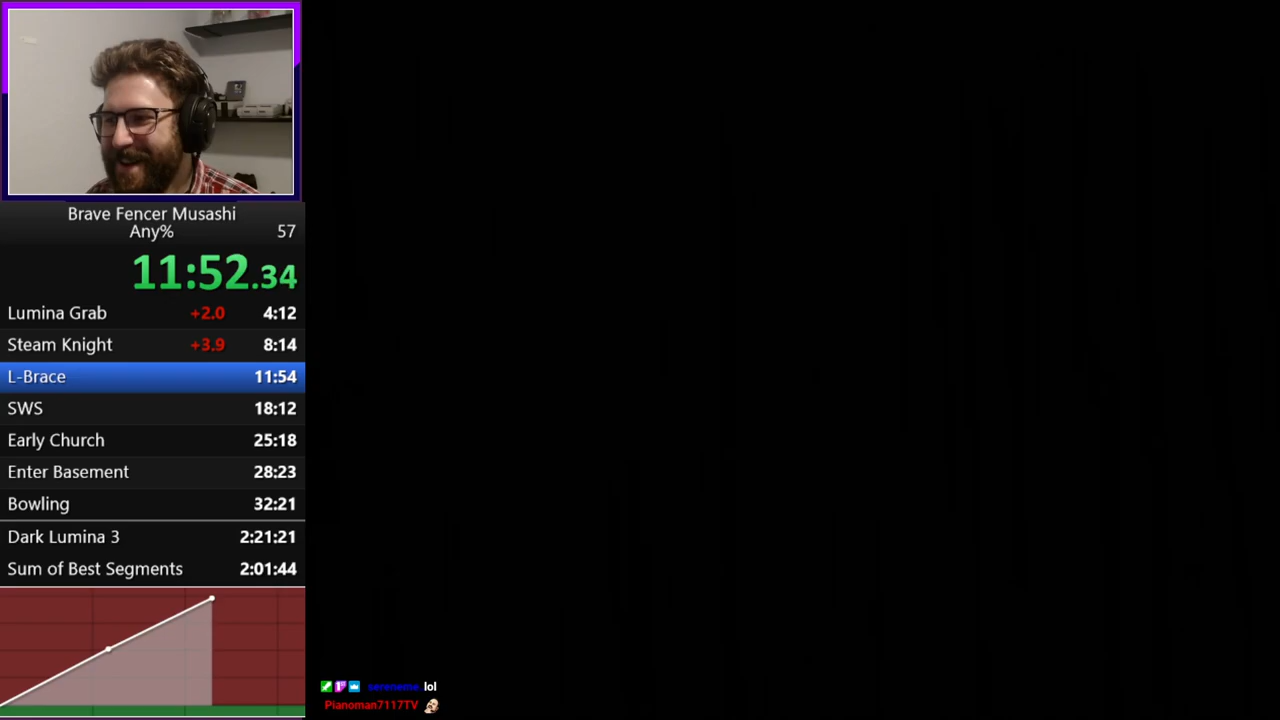 Brave Fencer Musashi
Any% 57
11:52.34
Lumina Grab +2.0 4:12
Steam Knight +3.9 8:14
L-Brace 11:54
SWS 18:12
Early Church 25:18
Enter Basement 28:23
Bowling 32:21
Dark Lumina 3 2:21:21
Sum of Best Segments 2:01:44
lol
Pianoman7117TV